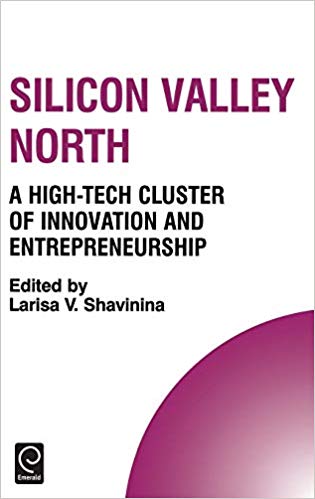 SILICON VALLEY
NORTH
A HIGH-TECH CLUSTER
OF INNOVATION AND
ENTREPRENEURSHIP
Edited by
Larisa V. Shavinina
Emerald